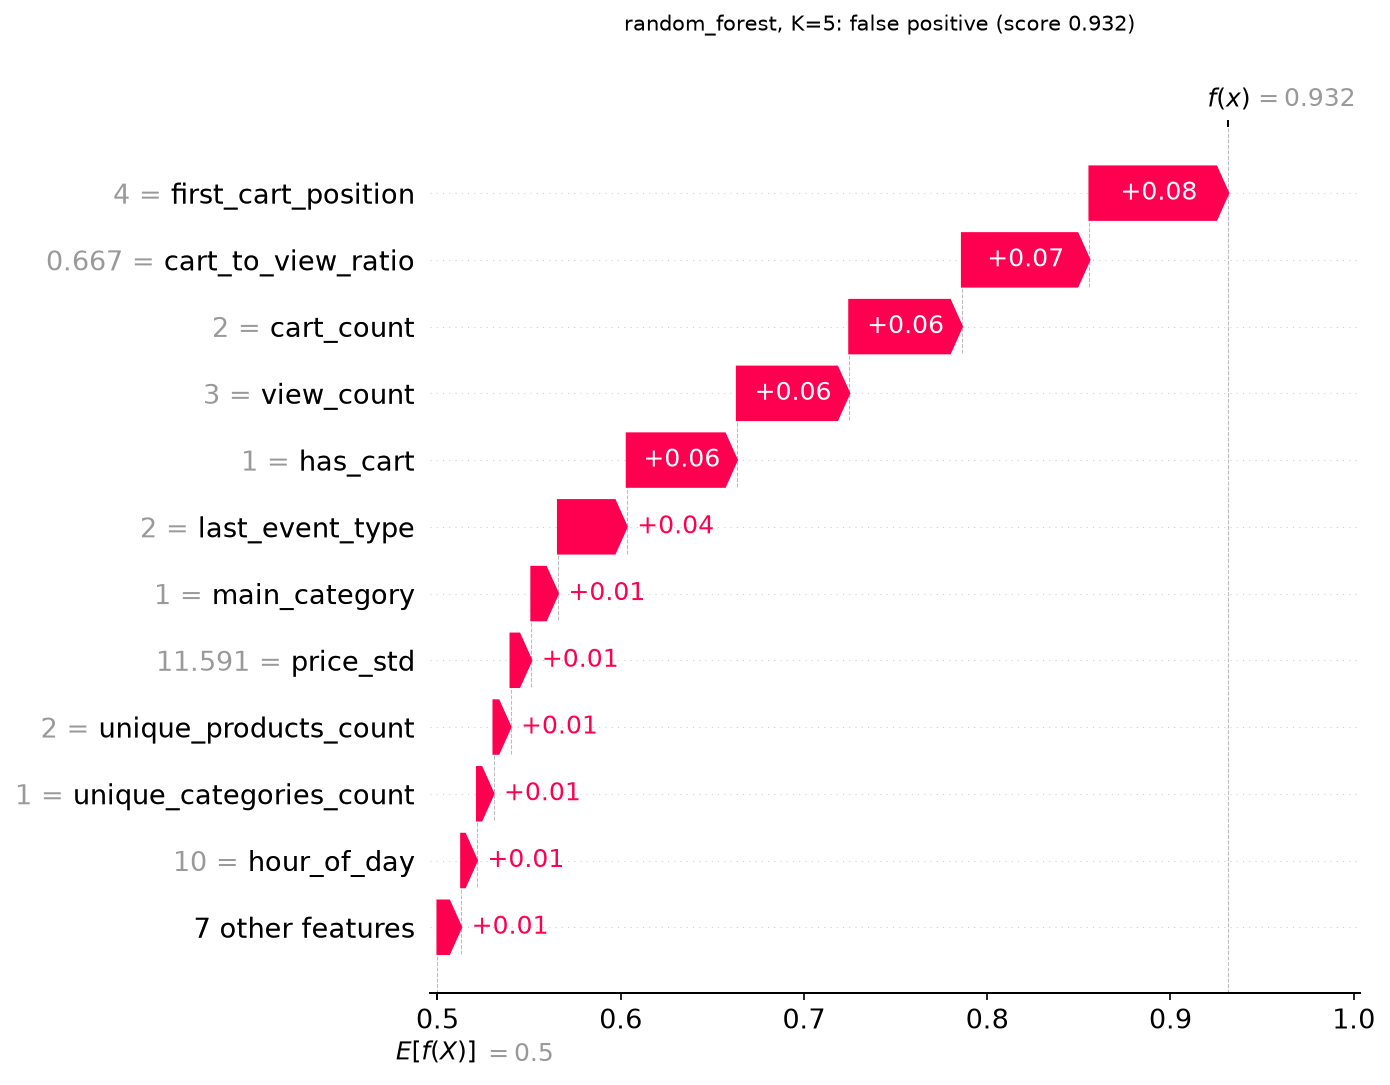 random_forest, K=5: false positive (score 0.932)
f(x) = 0.932
4 = first_cart_position +0.08
0.667 = cart_to_view_ratio +0.07
2 = cart_count +0.06
3 = view_count +0.06
1 = has_cart +0.06
2 = last_event_type +0.04
1 = main_category +0.01
11.591 = price_std +0.01
2 = unique_products_count +0.01
1 = unique_categories_count +0.01
10 = hour_of_day +0.01
7 other features +0.01
0.5 0.6 0.7 0.8 0.9 1.0
E[f(X)] = 0.5